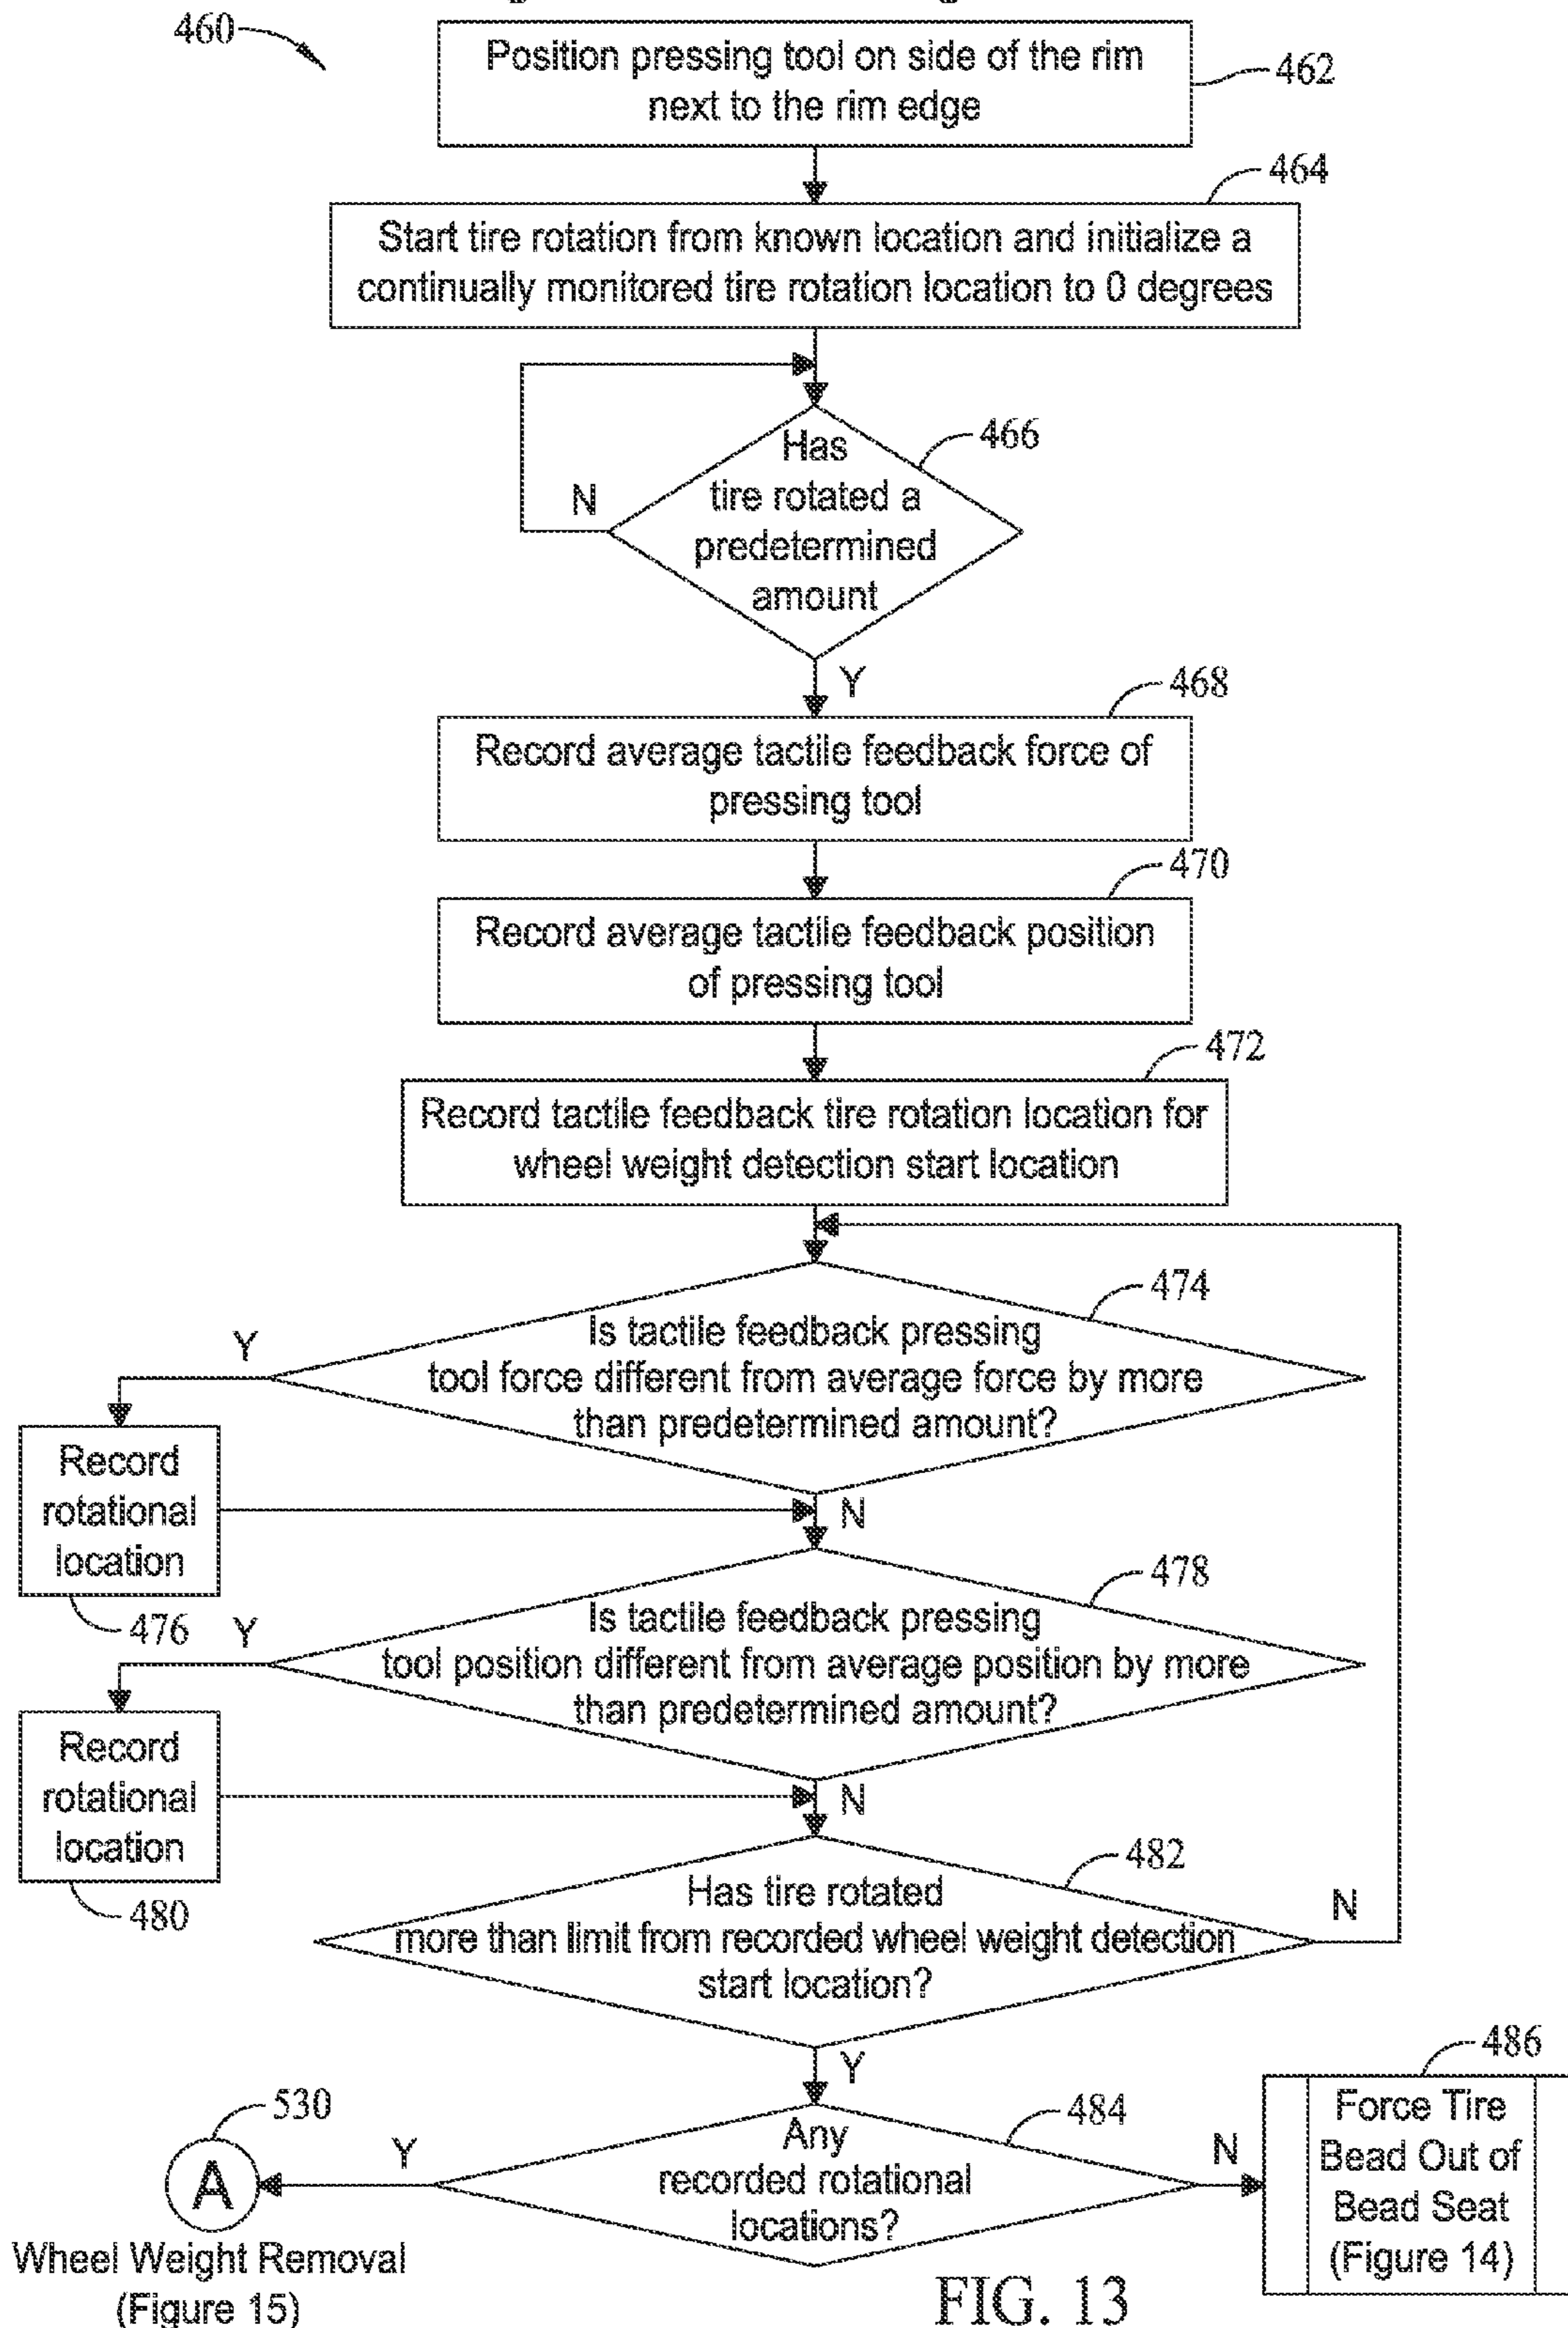 460
Position pressing tool on side of the rim
next to the rim edge
462
464
Start tire rotation from known location and initialize a
continually monitored tire rotation location to 0 degrees
466
Has
tire rotated a
predetermined
amount
N
Y
468
Record average tactile feedback force of
pressing tool
470
Record average tactile feedback position
of pressing tool
472
Record tactile feedback tire rotation location for
wheel weight detection start location
474
Is tactile feedback pressing
tool force different from average force by more
than predetermined amount?
Y
Record
rotational
location
476
N
478
Is tactile feedback pressing
tool position different from average position by more
than predetermined amount?
Y
Record
rotational
location
480
N
482
Has tire rotated
more than limit from recorded wheel weight detection
start location?
N
Y
484
Any
recorded rotational
locations?
Y
530
A
Wheel Weight Removal
(Figure 15)
N
486
Force Tire
Bead Out of
Bead Seat
(Figure 14)
FIG. 13